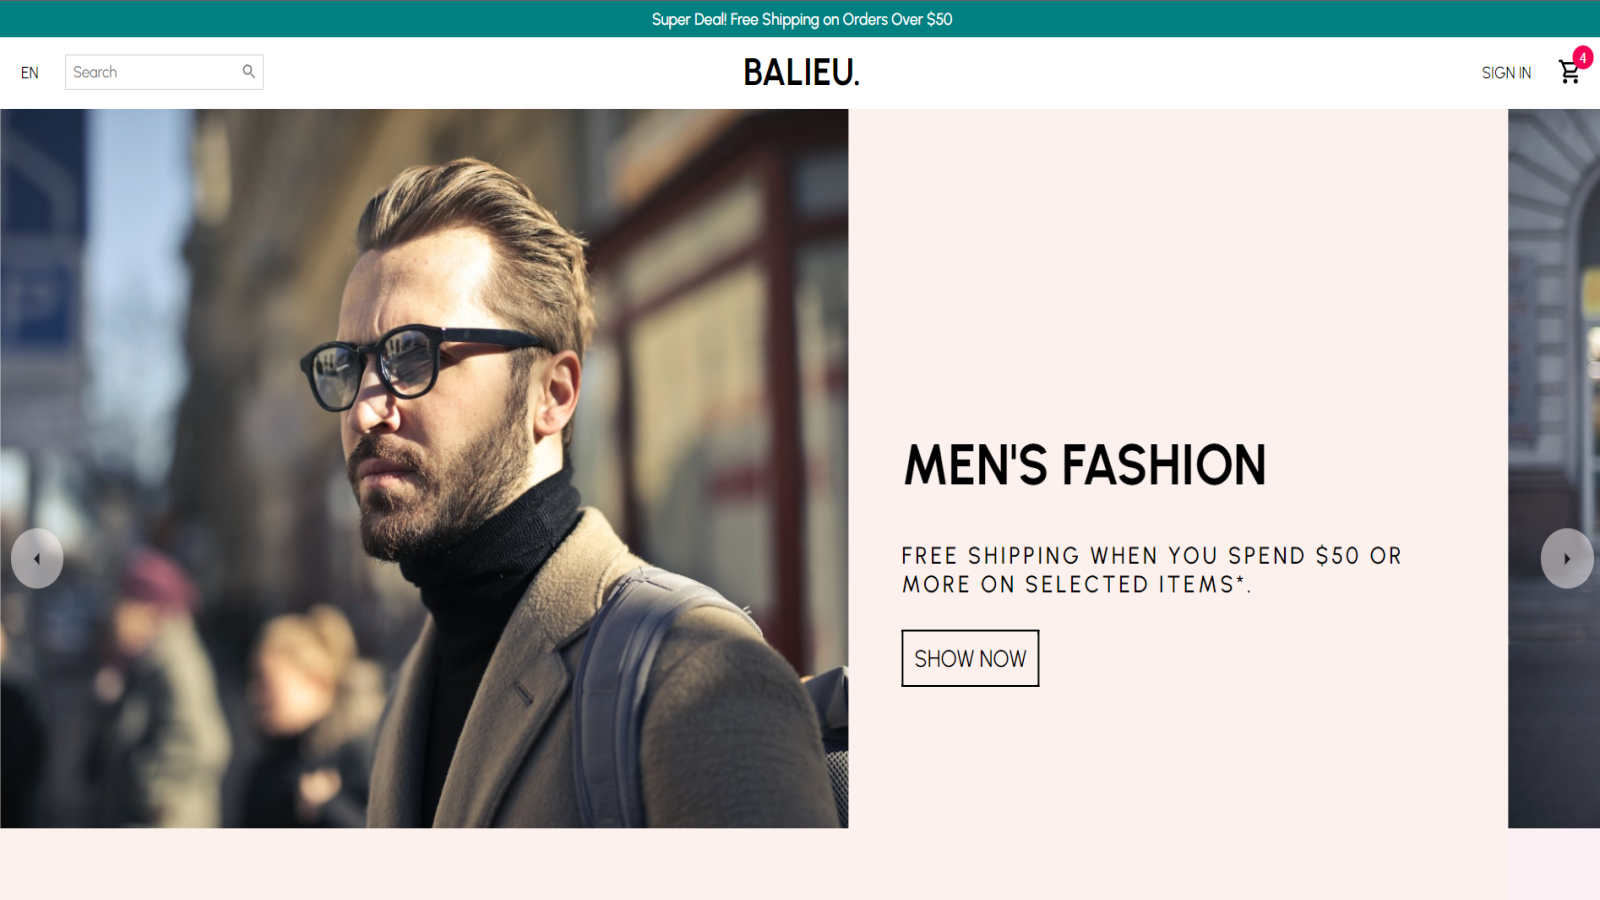 Super Deal! Free Shipping on Orders Over $50
EN
Search
BALIEU.
SIGN IN
4
MEN'S FASHION
FREE SHIPPING WHEN YOU SPEND $50 OR
MORE ON SELECTED ITEMS*.
SHOW NOW